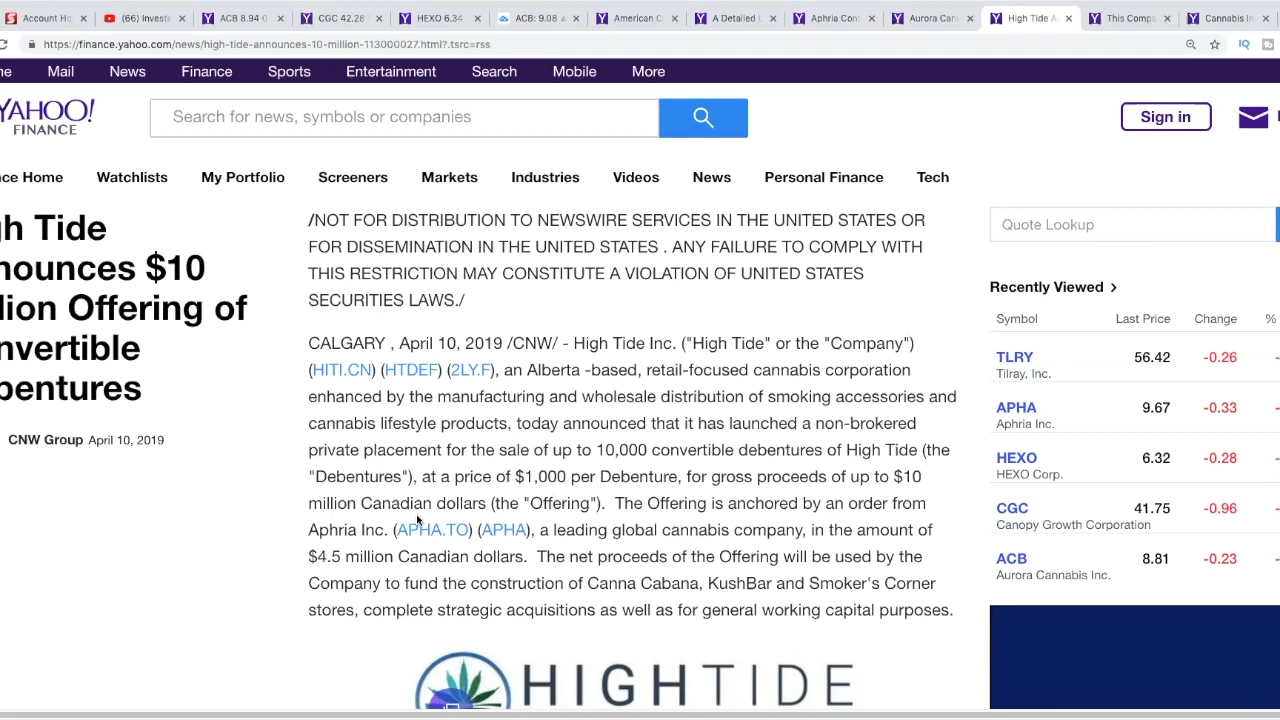 Account Ho
(66) Investi
ACB 8.94 0
CGC 42.28
HEXO 6.34
ACB: 9.08
American C
A Detailed
Aphria Con
Aurora Can
High Tide A
This Compa
Cannabis In
https://finance.yahoo.com/news/high-tide-announces-10-million-113000027.html?.tsrc=rss
IQ
Mail News Finance Sports Entertainment Search Mobile More
YAHOO!
FINANCE
Search for news, symbols or companies
Sign in
ce Home Watchlists My Portfolio Screeners Markets Industries Videos News Personal Finance Tech
gh Tide
nounces $10
lion Offering of
nvertible
bentures
CNW Group April 10, 2019
/NOT FOR DISTRIBUTION TO NEWSWIRE SERVICES IN THE UNITED STATES OR
FOR DISSEMINATION IN THE UNITED STATES . ANY FAILURE TO COMPLY WITH
THIS RESTRICTION MAY CONSTITUTE A VIOLATION OF UNITED STATES
SECURITIES LAWS./
CALGARY , April 10, 2019 /CNW/ - High Tide Inc. ("High Tide" or the "Company")
(HITI.CN) (HTDEF) (2LY.F), an Alberta -based, retail-focused cannabis corporation
enhanced by the manufacturing and wholesale distribution of smoking accessories and
cannabis lifestyle products, today announced that it has launched a non-brokered
private placement for the sale of up to 10,000 convertible debentures of High Tide (the
"Debentures"), at a price of $1,000 per Debenture, for gross proceeds of up to $10
million Canadian dollars (the "Offering"). The Offering is anchored by an order from
Aphria Inc. (APHA.TO) (APHA), a leading global cannabis company, in the amount of
$4.5 million Canadian dollars. The net proceeds of the Offering will be used by the
Company to fund the construction of Canna Cabana, KushBar and Smoker's Corner
stores, complete strategic acquisitions as well as for general working capital purposes.
HIGHTIDE
Quote Lookup
Recently Viewed
Symbol Last Price Change %
TLRY 56.42 -0.26 -
Tilray, Inc.
APHA 9.67 -0.33 -
Aphria Inc.
HEXO 6.32 -0.28 -
HEXO Corp.
CGC 41.75 -0.96 -
Canopy Growth Corporation
ACB 8.81 -0.23 -
Aurora Cannabis Inc.